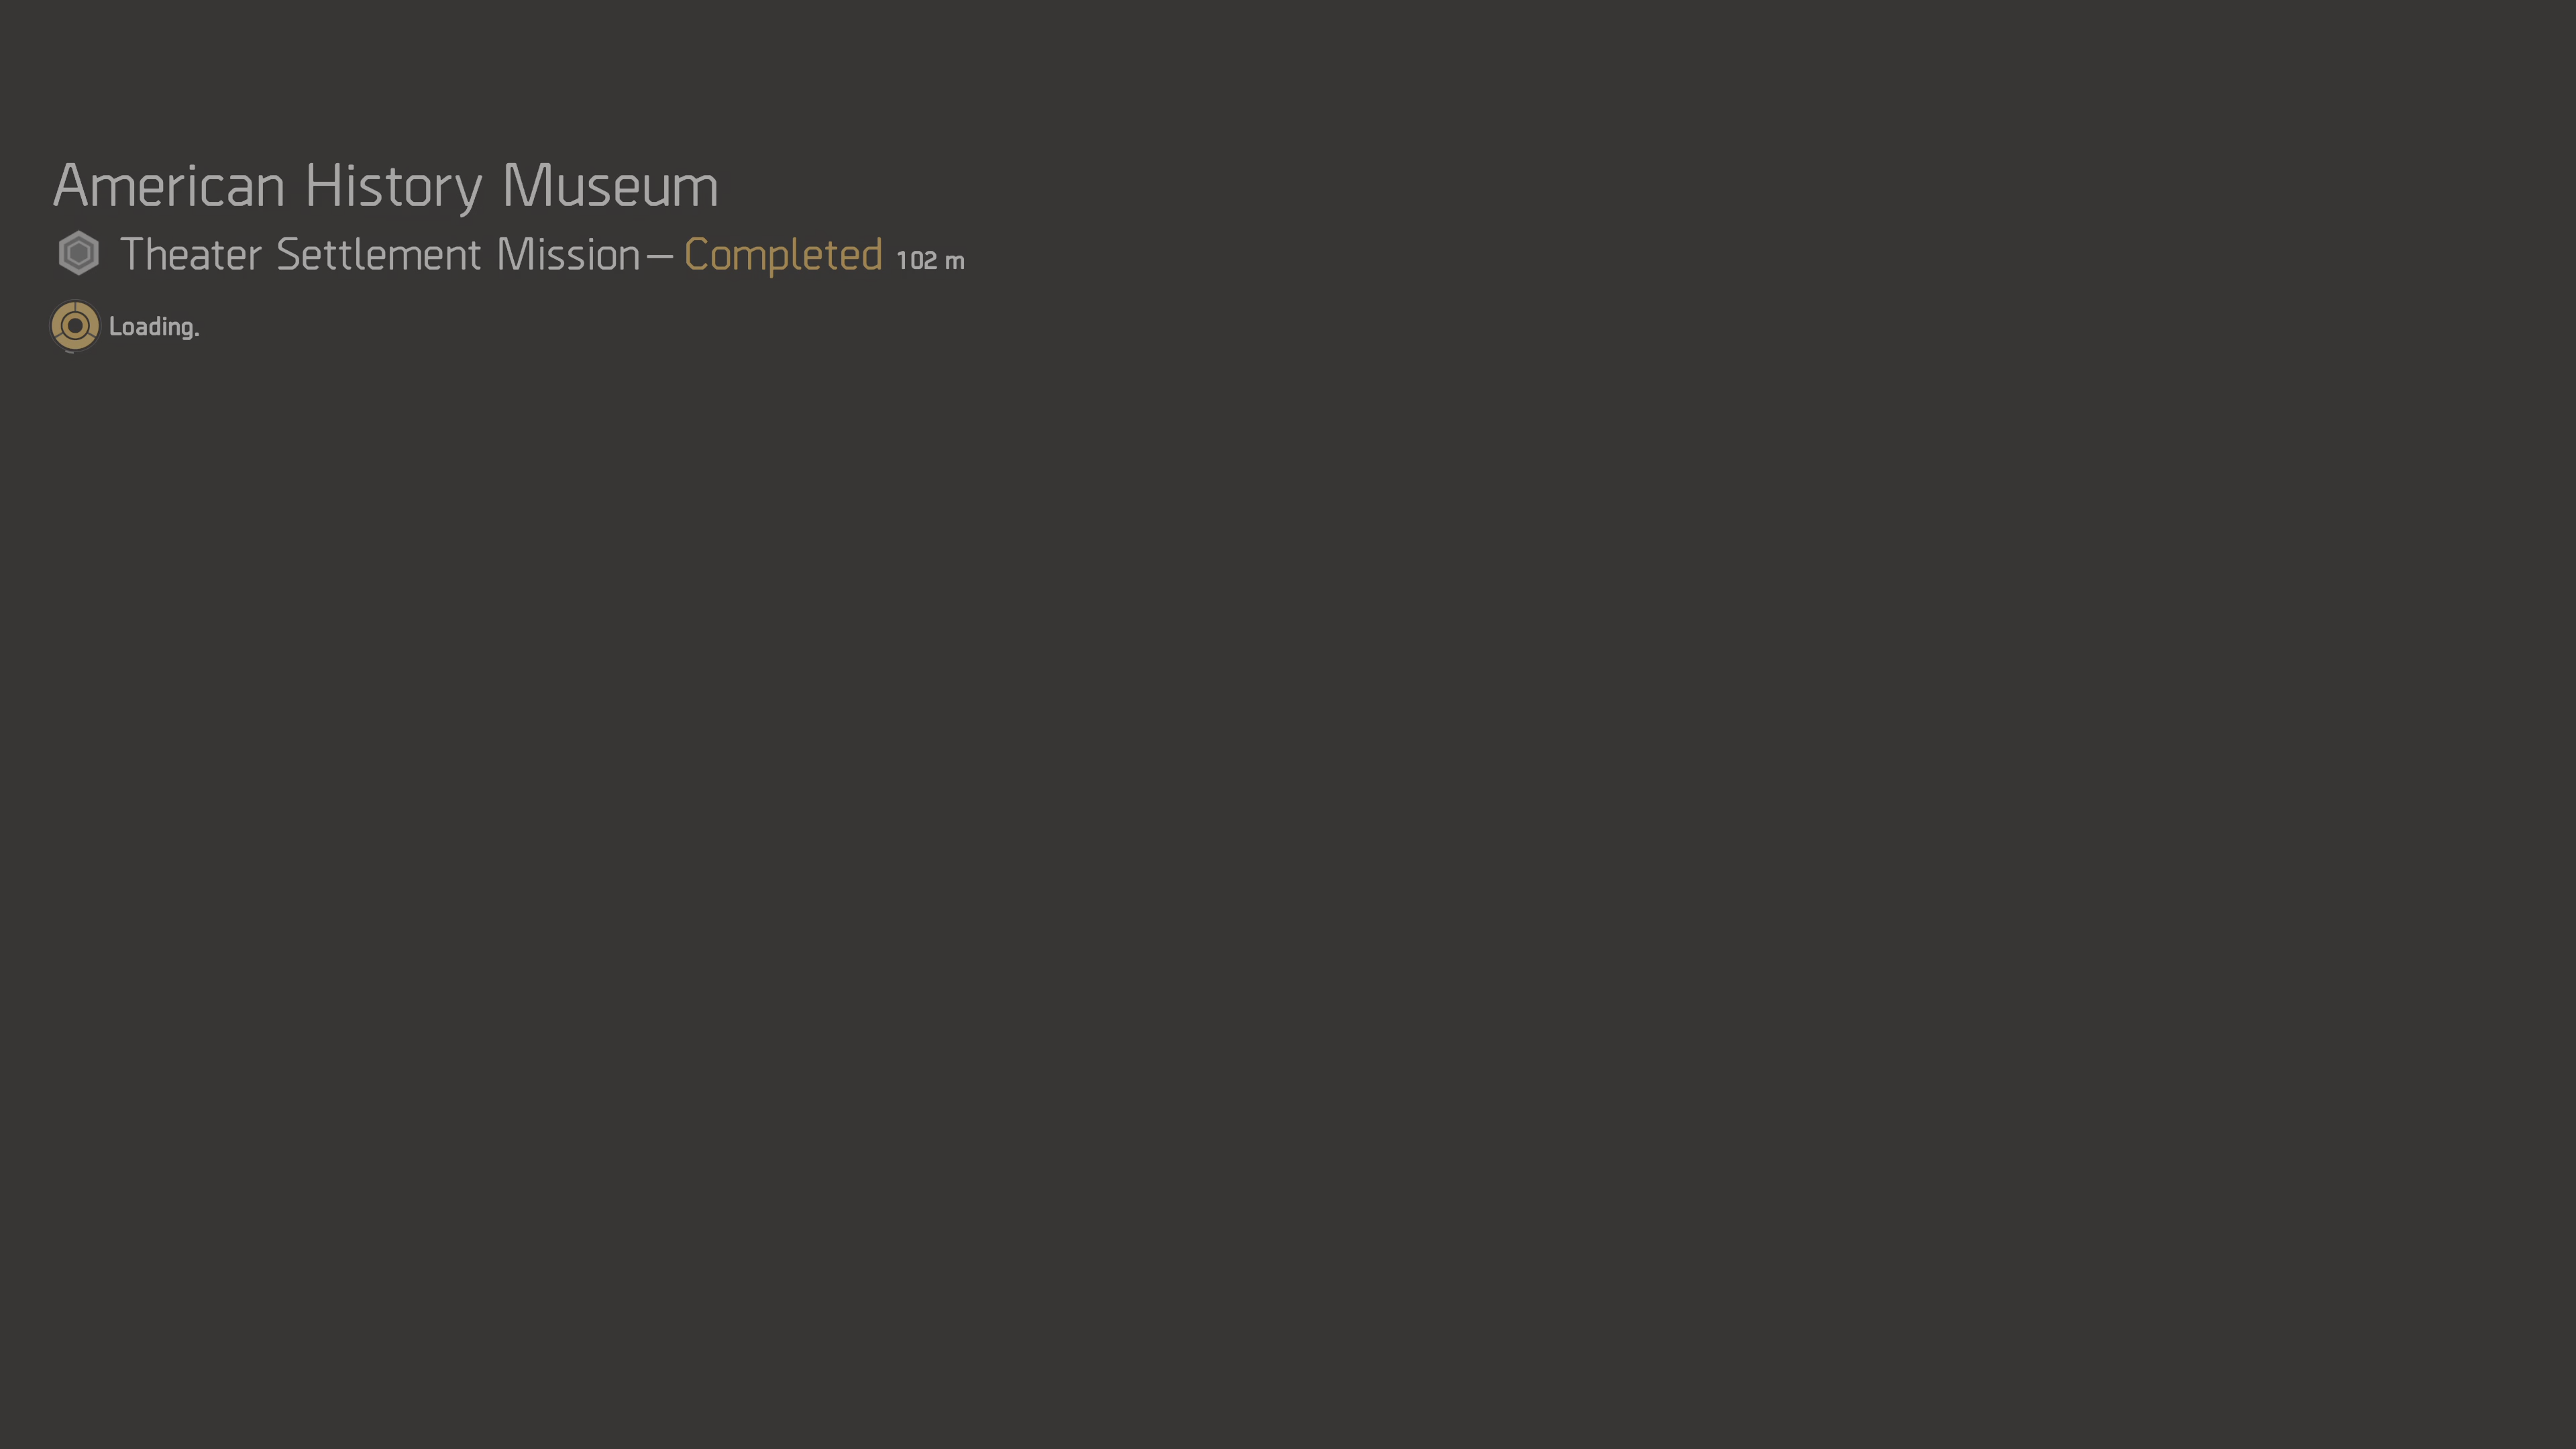 American History Museum
Theater Settlement Mission — Completed 102 m
Loading.